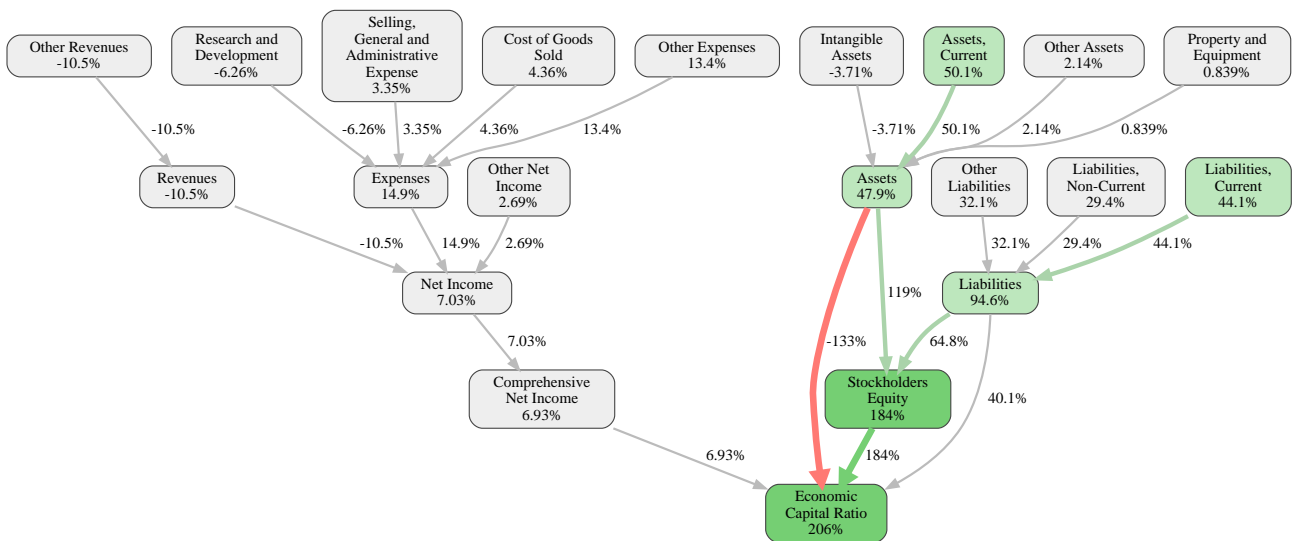 Other Revenues
-10.5%
Research and
Development
-6.26%
Selling,
General and
Administrative
Expense
3.35%
Cost of Goods
Sold
4.36%
Other Expenses
13.4%
Intangible
Assets
-3.71%
Assets,
Current
50.1%
Other Assets
2.14%
Property and
Equipment
0.839%
-10.5%
-6.26%
3.35%
4.36%
13.4%
-3.71%
50.1%
2.14%
0.839%
Revenues
-10.5%
Expenses
14.9%
Other Net
Income
2.69%
Assets
47.9%
Other
Liabilities
32.1%
Liabilities,
Non-Current
29.4%
Liabilities,
Current
44.1%
-10.5%
14.9%
2.69%
32.1%
29.4%
44.1%
Net Income
7.03%
119%
Liabilities
94.6%
7.03%
-133%
64.8%
Comprehensive
Net Income
6.93%
Stockholders
Equity
184%
40.1%
6.93%
184%
Economic
Capital Ratio
206%